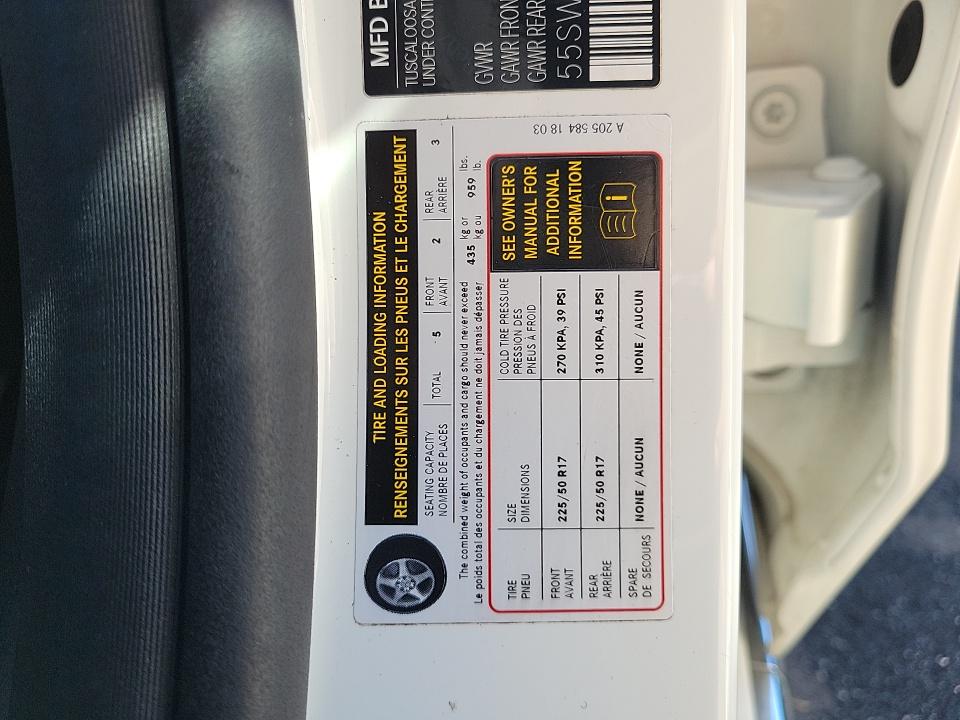 MFD B
TUSCALOOSA
UNDER CONT
GVWR
GAWR FRON
GAWR REAR
55SW
TIRE AND LOADING INFORMATION
RENSEIGNEMENTS SUR LES PNEUS ET LE CHARGEMENT
SEATING CAPACITY
NOMBRE DE PLACES
TOTAL 5
FRONT
AVANT
2
REAR
ARRIÈRE
3
The combined weight of occupants and cargo should never exceed 435 kg or 959 lbs.
Le poids total des occupants et du chargement ne doit jamais dépasser kg ou lb.
TIRE
PNEU
SIZE
DIMENSIONS
COLD TIRE PRESSURE
PRESSION DES
PNEUS À FROID
FRONT
AVANT
225/50 R17
270 KPA, 39 PSI
REAR
ARRIÈRE
225/50 R17
310 KPA, 45 PSI
SPARE
DE SECOURS
NONE / AUCUN
NONE / AUCUN
SEE OWNER'S
MANUAL FOR
ADDITIONAL
INFORMATION
i
A 205 584 18 03